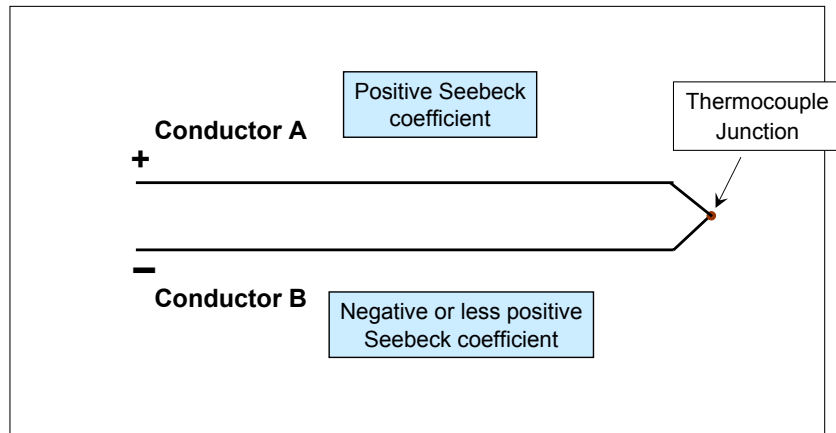 Positive Seebeck
coefficient
Thermocouple
Junction
Conductor A
+
−
Conductor B
Negative or less positive
Seebeck coefficient